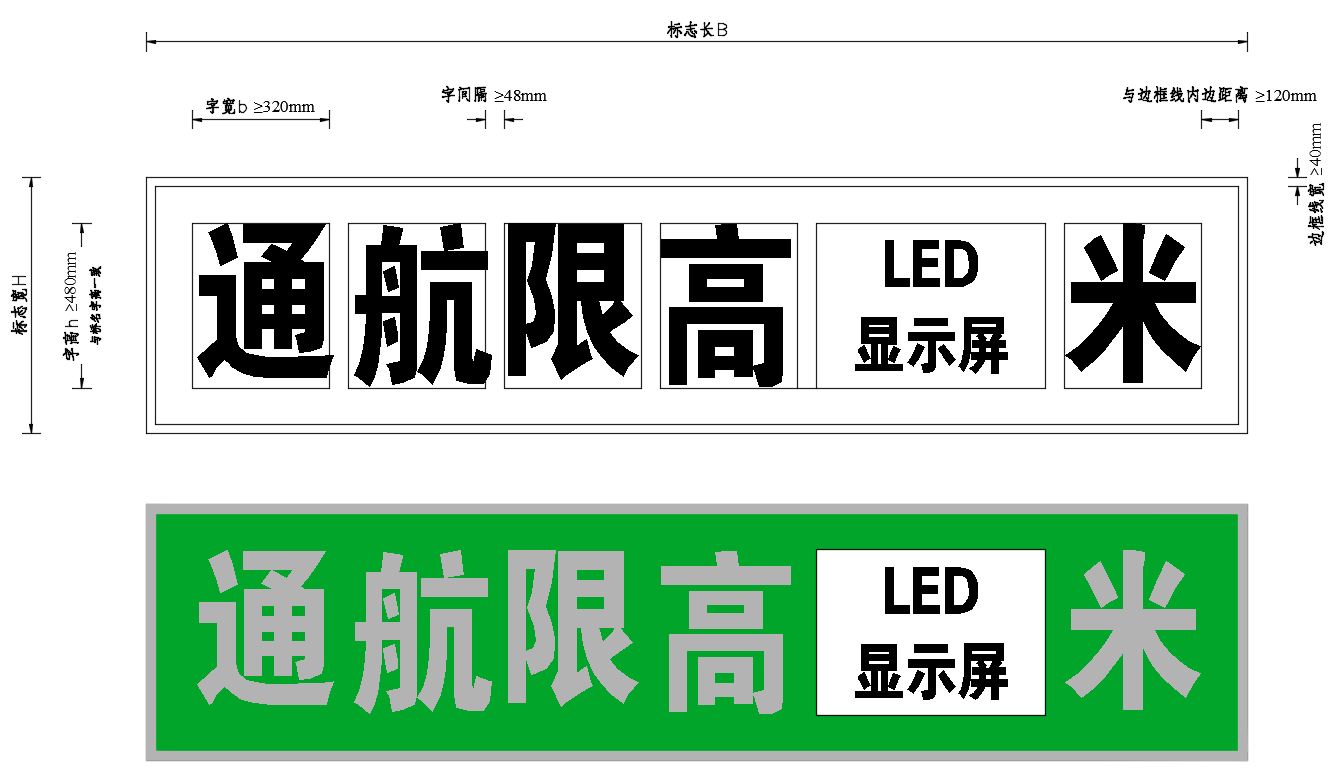 标志长B
字宽b ≥320mm
字间隔 ≥48mm
与边框线内边距离 ≥120mm
边框线宽 ≥40mm
标志宽H
字高h ≥480mm
与桥名字高一致
通航限高 LED 米
显示屏
通航限高 LED 米
显示屏